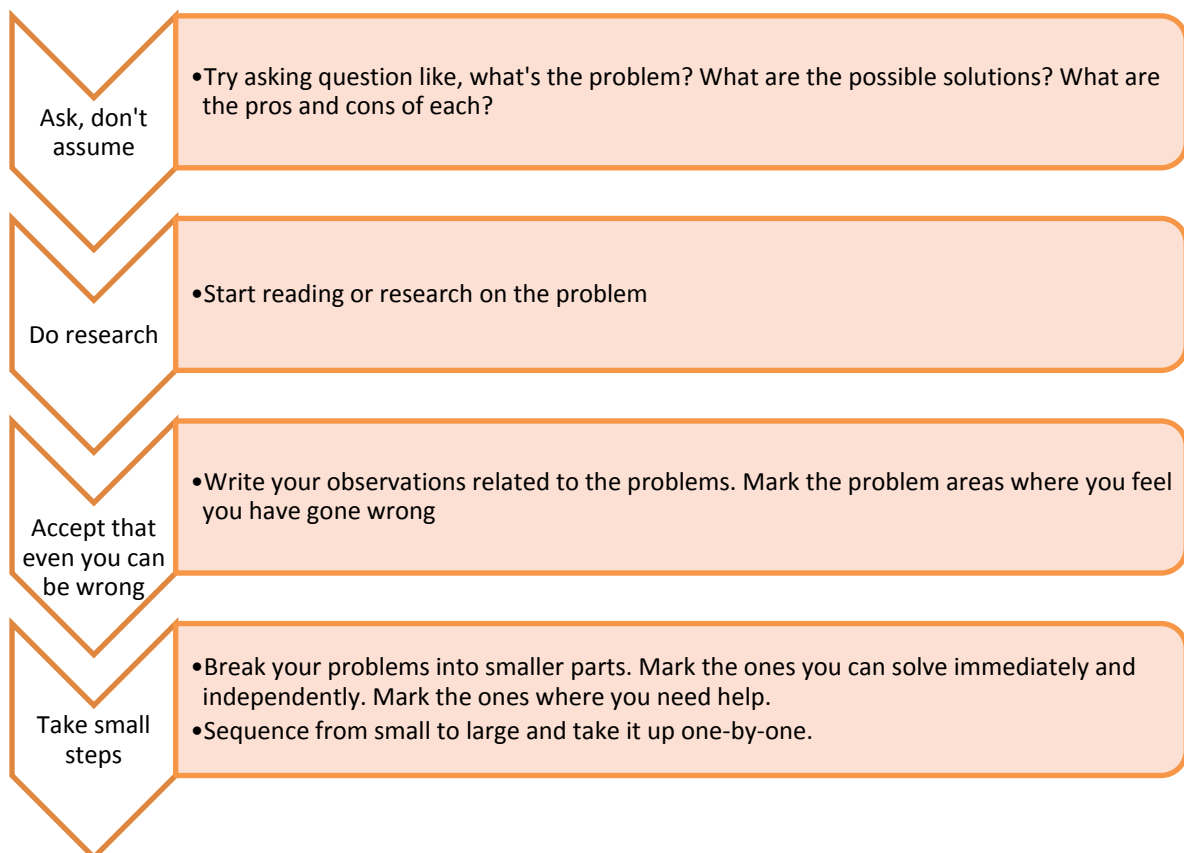 Ask, don't
assume
•Try asking question like, what's the problem? What are the possible solutions? What are
the pros and cons of each?
Do research
•Start reading or research on the problem
Accept that
even you can
be wrong
•Write your observations related to the problems. Mark the problem areas where you feel
you have gone wrong
Take small
steps
•Break your problems into smaller parts. Mark the ones you can solve immediately and
independently. Mark the ones where you need help.
•Sequence from small to large and take it up one-by-one.